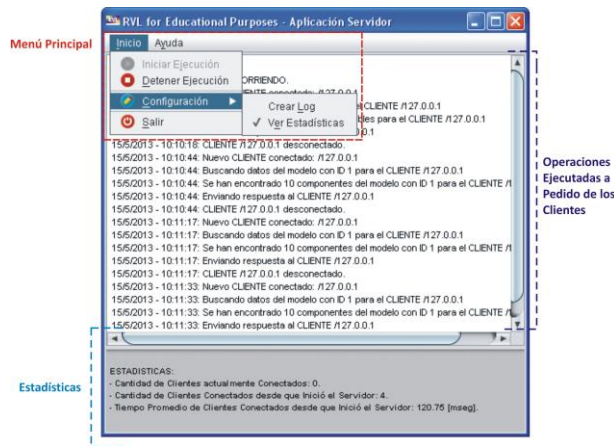 RVL for Educational Purposes - Aplicación Servidor
Menú Principal
Inicio Ayuda
Iniciar Ejecución
Detener Ejecución
Configuración
Salir
Crear Log
Ver Estadísticas
ORRIENDO.
CLIENTE /127.0.0.1
bles para el CLIENTE /127.0.0.1
0.1
15/5/2013 - 10:10:16: CLIENTE /127.0.0.1 desconectado.
15/5/2013 - 10:10:44: Nuevo CLIENTE conectado: /127.0.0.1
15/5/2013 - 10:10:44: Buscando datos del modelo con ID 1 para el CLIENTE /127.0.0.1
15/5/2013 - 10:10:44: Se han encontrado 10 componentes del modelo con ID 1 para el CLIENTE /1
15/5/2013 - 10:10:44: Enviando respuesta al CLIENTE /127.0.0.1
15/5/2013 - 10:10:44: CLIENTE /127.0.0.1 desconectado.
15/5/2013 - 10:11:17: Nuevo CLIENTE conectado: /127.0.0.1
15/5/2013 - 10:11:17: Buscando datos del modelo con ID 1 para el CLIENTE /127.0.0.1
15/5/2013 - 10:11:17: Se han encontrado 10 componentes del modelo con ID 1 para el CLIENTE /1
15/5/2013 - 10:11:17: Enviando respuesta al CLIENTE /127.0.0.1
15/5/2013 - 10:11:17: CLIENTE /127.0.0.1 desconectado.
15/5/2013 - 10:11:33: Nuevo CLIENTE conectado: /127.0.0.1
15/5/2013 - 10:11:33: Buscando datos del modelo con ID 1 para el CLIENTE /127.0.0.1
15/5/2013 - 10:11:33: Se han encontrado 10 componentes del modelo con ID 1 para el CLIENTE /1
15/5/2013 - 10:11:33: Enviando respuesta al CLIENTE /127.0.0.1
Operaciones
Ejecutadas a
Pedido de los
Clientes
Estadísticas
ESTADISTICAS:
- Cantidad de Clientes actualmente Conectados: 0.
- Cantidad de Clientes Conectados desde que Inició el Servidor: 4.
- Tiempo Promedio de Clientes Conectados desde que Inició el Servidor: 120.75 [mseg].